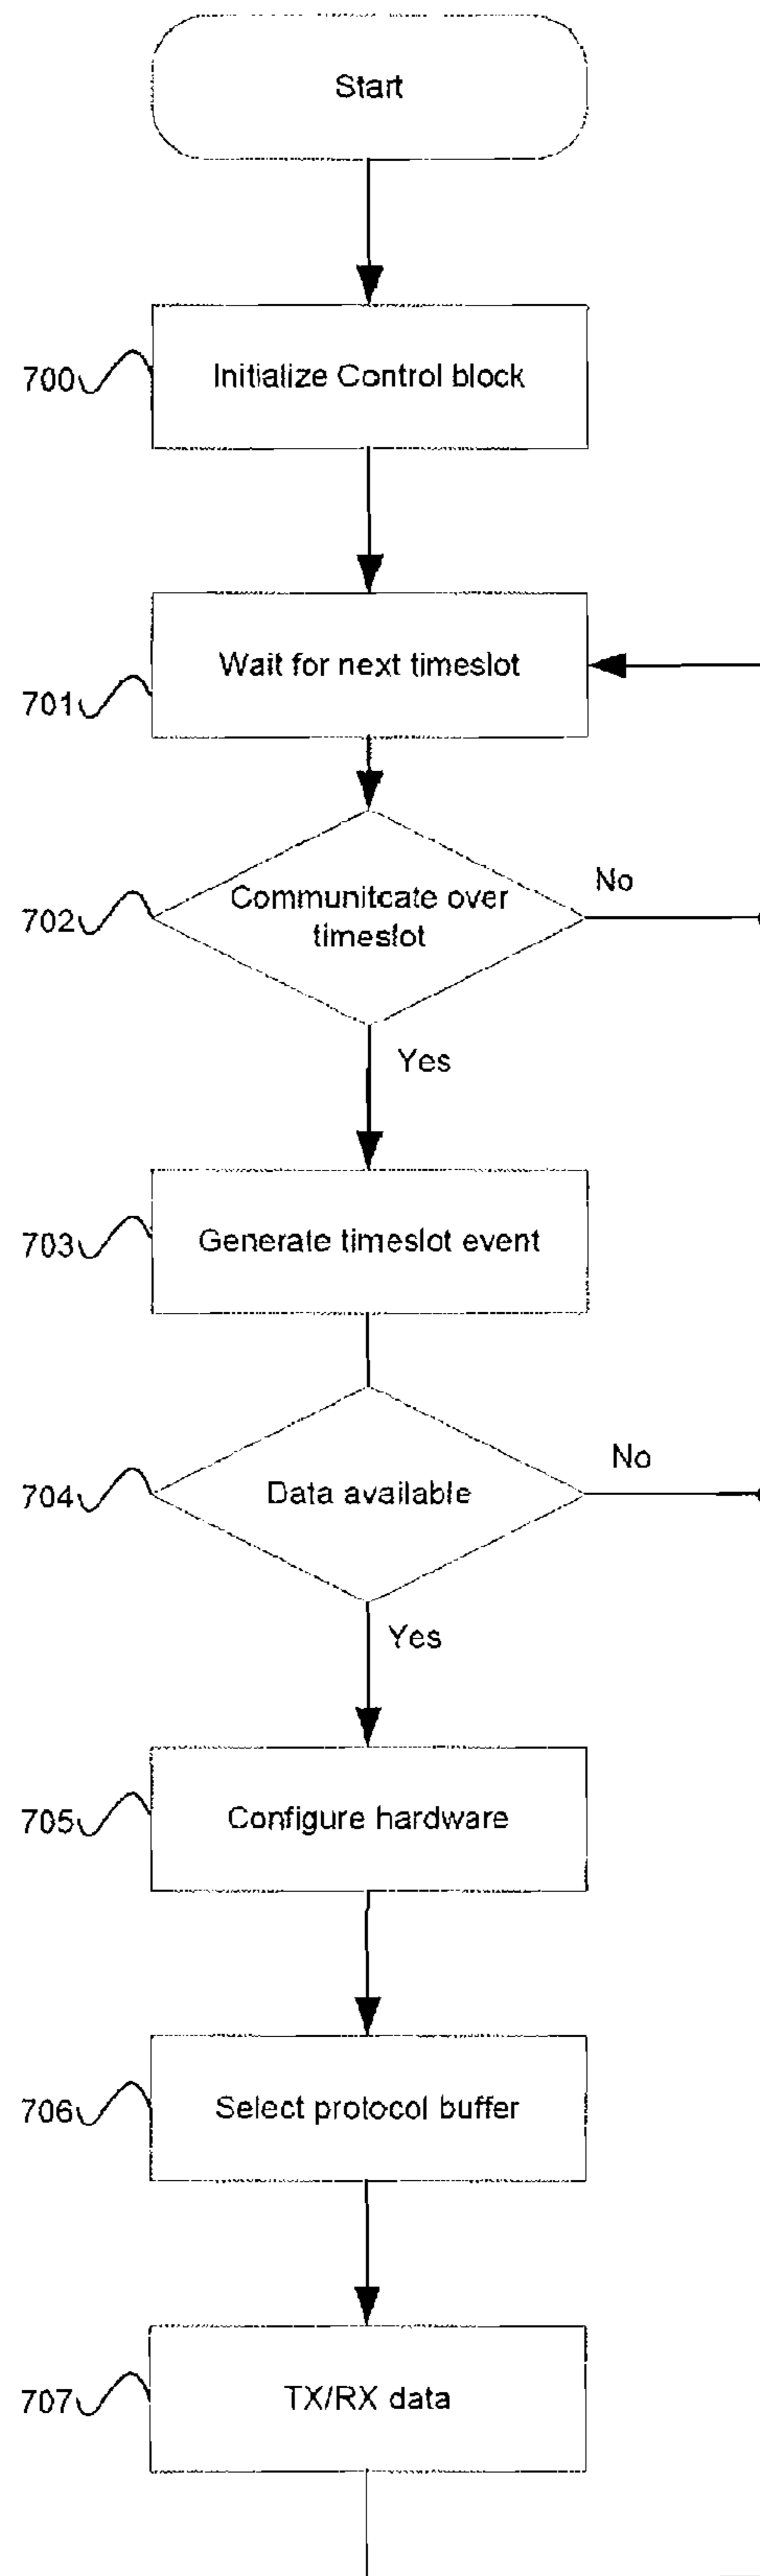 Start
700
Initialize Control block
701
Wait for next timeslot
702
Communitcate over
timeslot
No
Yes
703
Generate timeslot event
704
Data available
No
Yes
705
Configure hardware
706
Select protocol buffer
707
TX/RX data